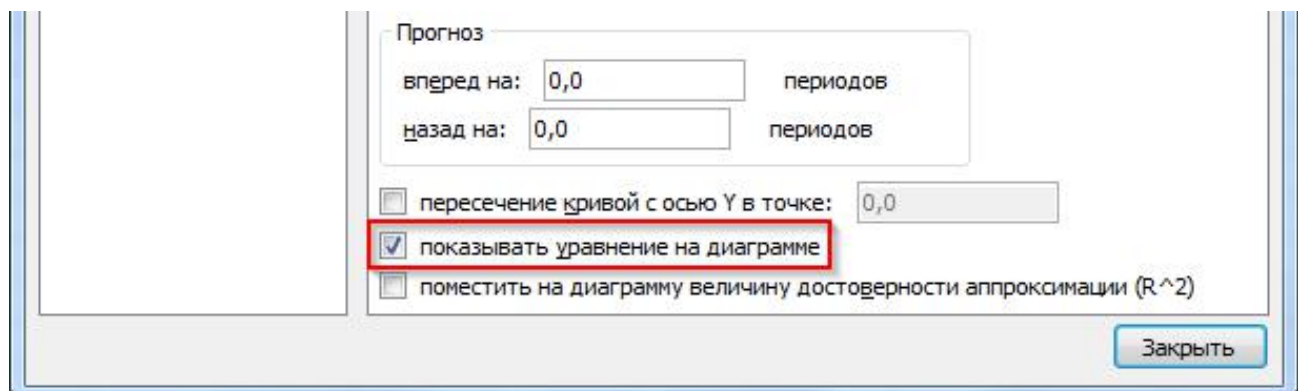 Прогноз
вперед на: 0,0 периодов
назад на: 0,0 периодов
пересечение кривой с осью Y в точке: 0,0
показывать уравнение на диаграмме
поместить на диаграмму величину достоверности аппроксимации (R^2)
Закрыть